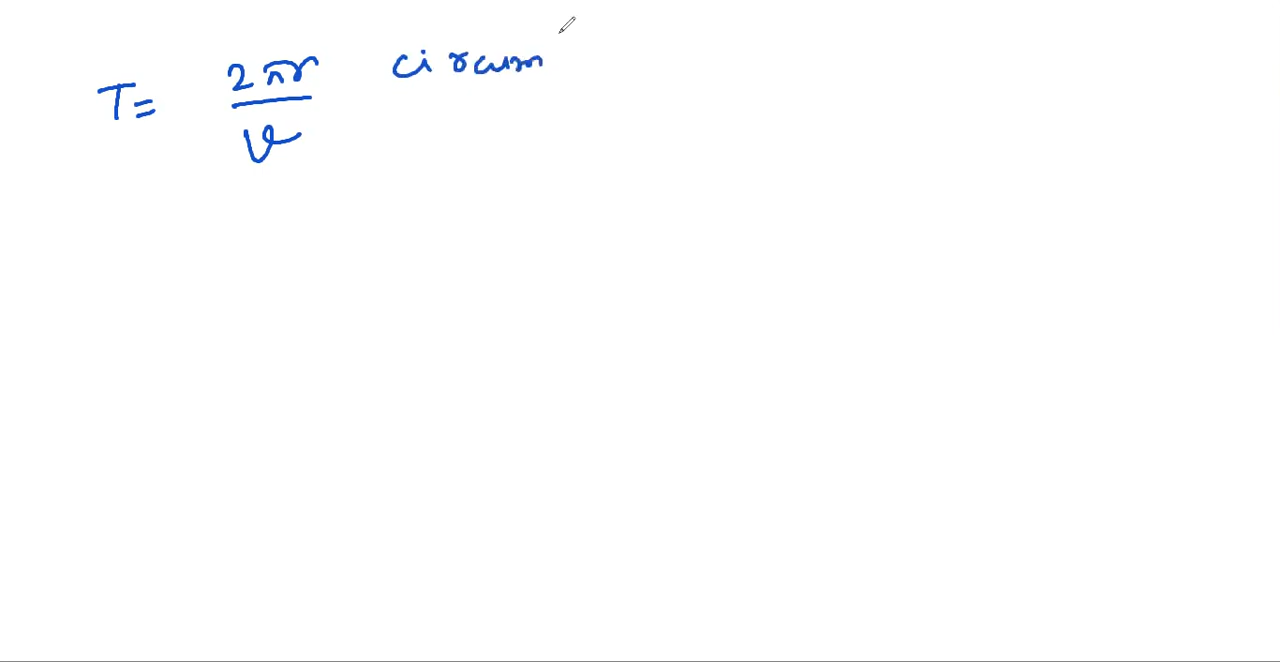 T = 2πr / v circum